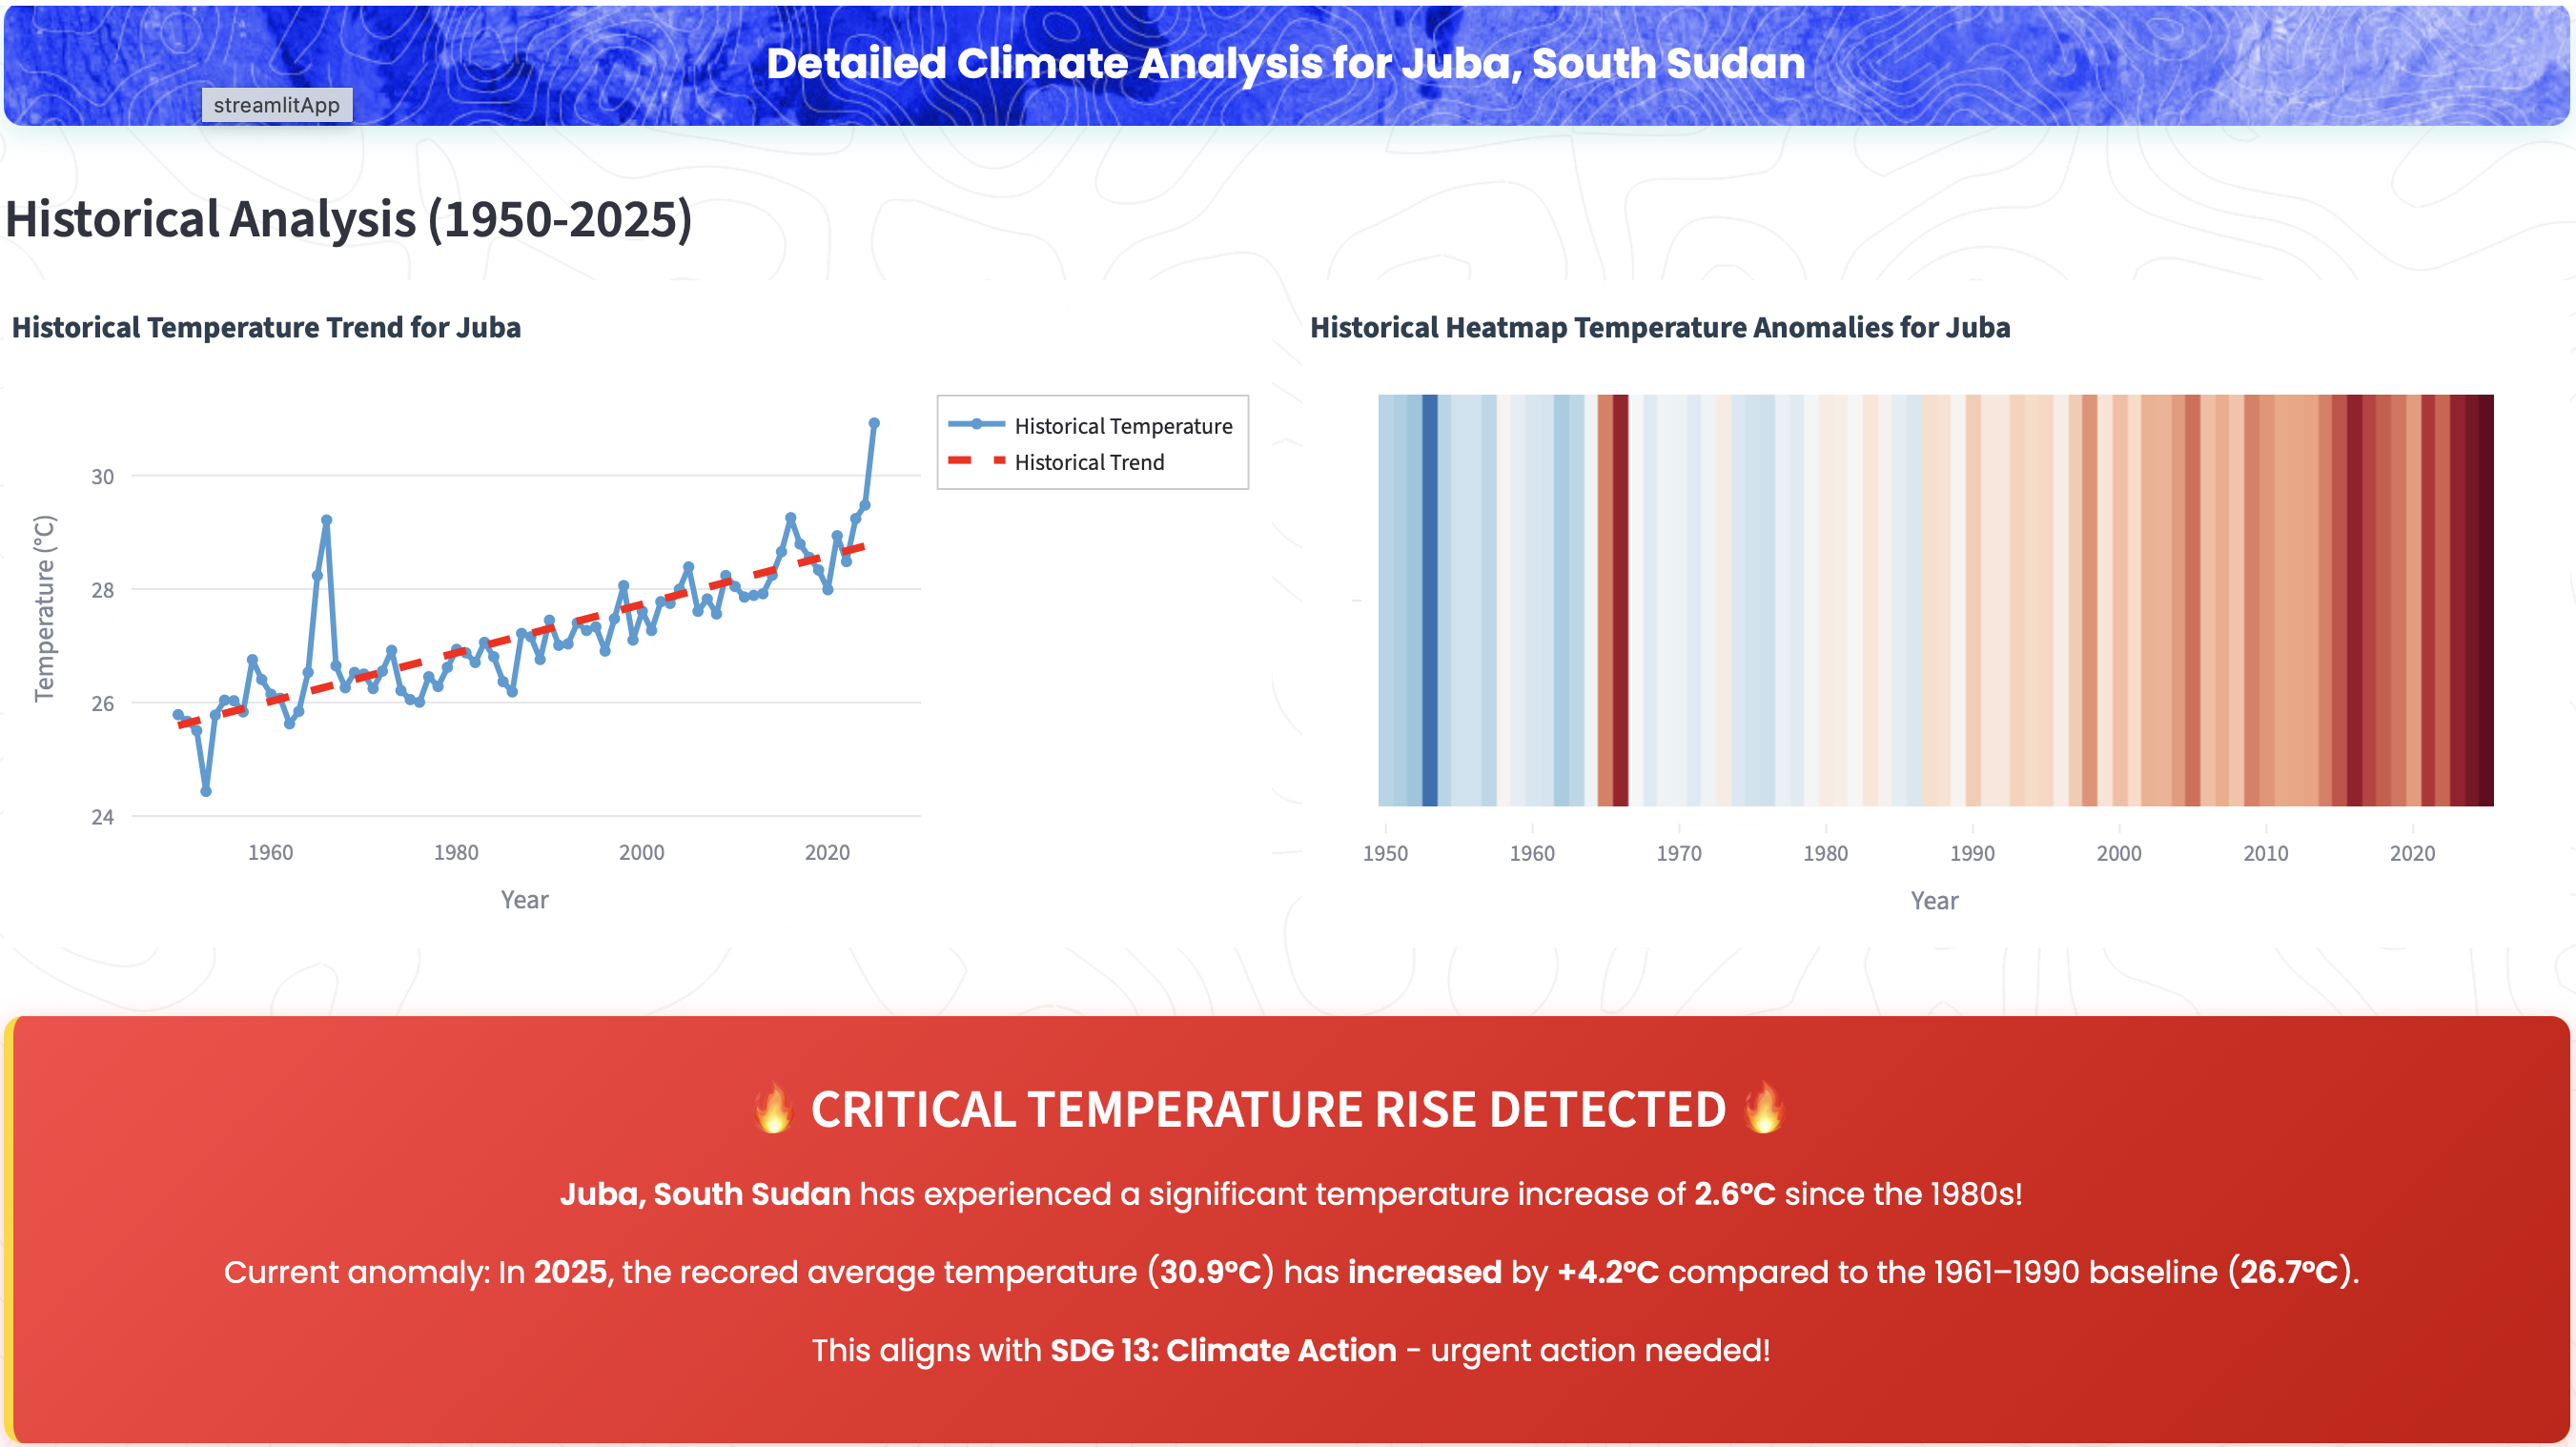 Detailed Climate Analysis for Juba, South Sudan
streamlitApp
Historical Analysis (1950-2025)
Historical Temperature Trend for Juba
Historical Temperature
Historical Trend
30
28
26
24
Temperature (°C)
1960 1980 2000 2020
Year
Historical Heatmap Temperature Anomalies for Juba
1950 1960 1970 1980 1990 2000 2010 2020
Year
🔥 CRITICAL TEMPERATURE RISE DETECTED 🔥
Juba, South Sudan has experienced a significant temperature increase of 2.6°C since the 1980s!
Current anomaly: In 2025, the recored average temperature (30.9°C) has increased by +4.2°C compared to the 1961–1990 baseline (26.7°C).
This aligns with SDG 13: Climate Action - urgent action needed!